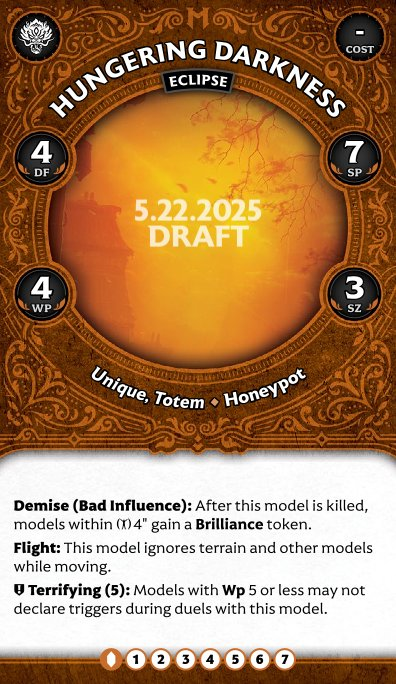 -
COST
HUNGERING DARKNESS
ECLIPSE
4
DF
7
SP
5.22.2025
DRAFT
4
WP
3
SZ
Unique, Totem ◆ Honeypot
Demise (Bad Influence): After this model is killed,
models within 4" gain a Brilliance token.
Flight: This model ignores terrain and other models
while moving.
Terrifying (5): Models with Wp 5 or less may not
declare triggers during duels with this model.
1 2 3 4 5 6 7